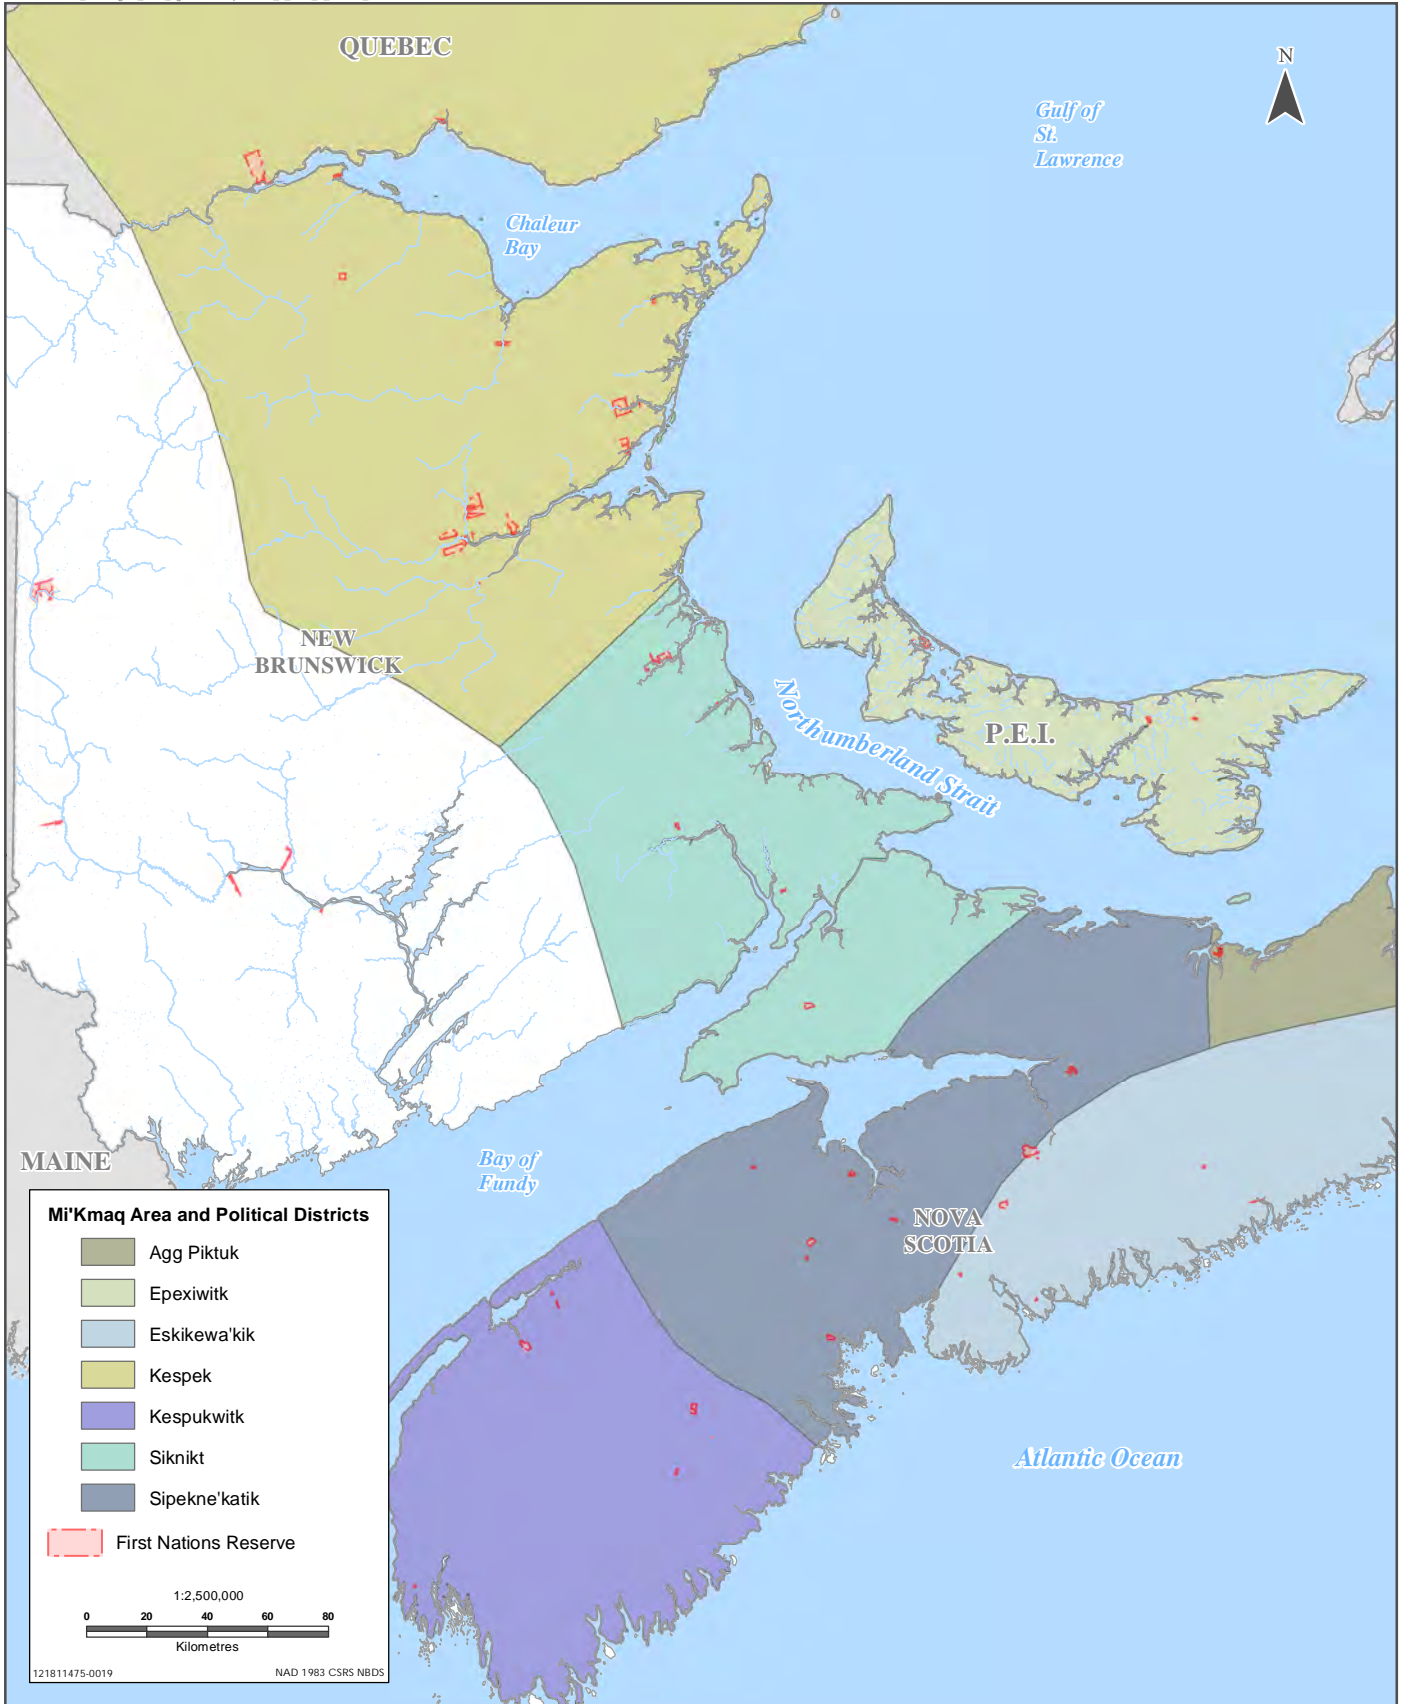 QUEBEC
N
Gulf of
St.
Lawrence
Chaleur
Bay
NEW
BRUNSWICK
Northumberland Strait
P.E.I.
MAINE
Bay of
Fundy
NOVA
SCOTIA
Atlantic Ocean
Mi'Kmaq Area and Political Districts
Agg Piktuk
Epexiwitk
Eskikewa'kik
Kespek
Kespukwitk
Siknikt
Sipekne'katik
First Nations Reserve
1:2,500,000
0 20 40 60 80
Kilometres
121811475-0019 NAD 1983 CSRS NBDS